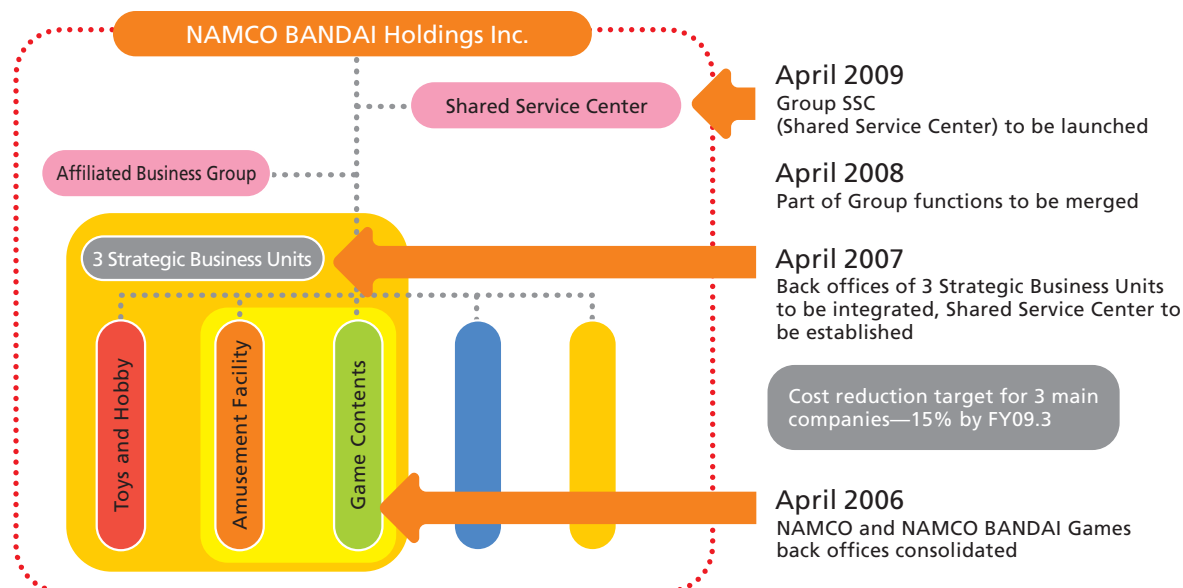 NAMCO BANDAI Holdings Inc.
Shared Service Center
Affiliated Business Group
3 Strategic Business Units
Toys and Hobby
Amusement Facility
Game Contents
April 2009
Group SSC
(Shared Service Center) to be launched
April 2008
Part of Group functions to be merged
April 2007
Back offices of 3 Strategic Business Units
to be integrated, Shared Service Center to
be established
Cost reduction target for 3 main
companies—15% by FY09.3
April 2006
NAMCO and NAMCO BANDAI Games
back offices consolidated